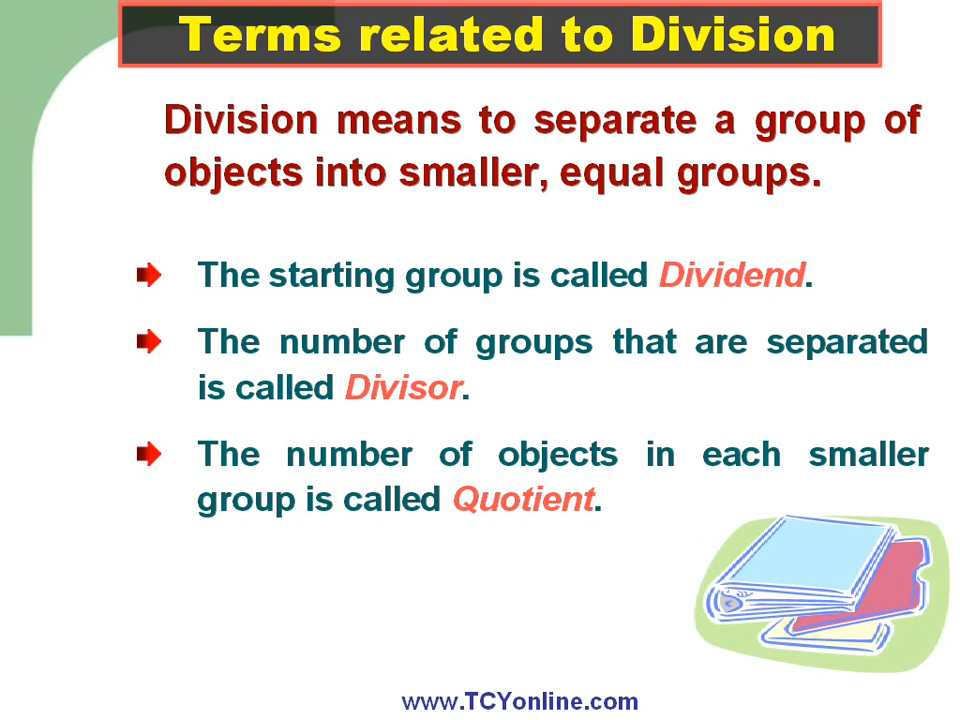 Terms related to Division
Division means to separate a group of
objects into smaller, equal groups.
The starting group is called Dividend.
The number of groups that are separated
is called Divisor.
The number of objects in each smaller
group is called Quotient.
www.TCYonline.com